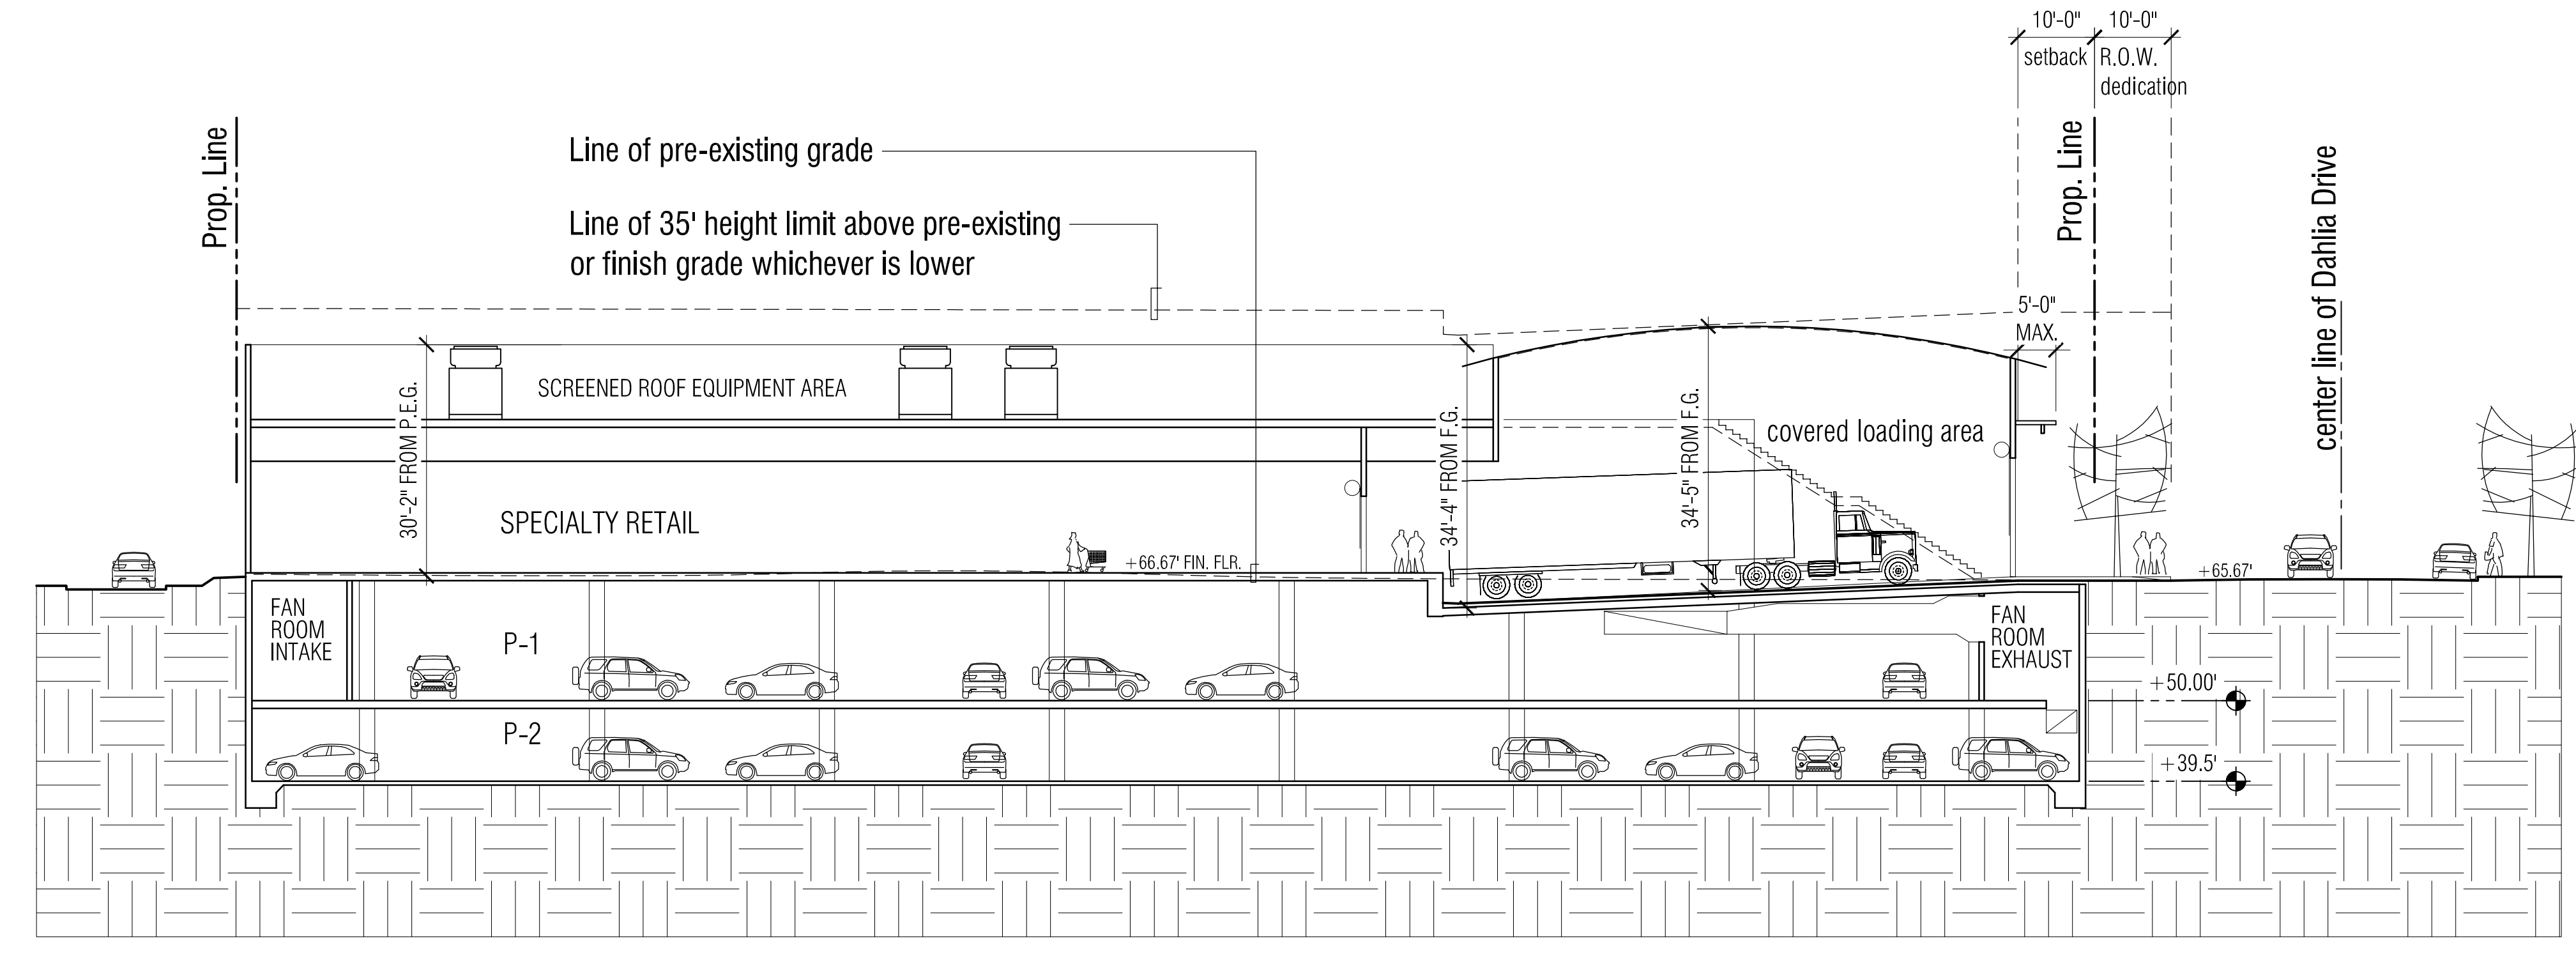 10'-0" 10'-0"
setback R.O.W.
dedication
Prop. Line
Line of pre-existing grade
Line of 35' height limit above pre-existing
or finish grade whichever is lower
Prop. Line
center line of Dahlia Drive
5'-0"
MAX.
SCREENED ROOF EQUIPMENT AREA
30'-2" FROM P.E.G.
34'-4" FROM F.G.
34'-5" FROM F.G.
covered loading area
SPECIALTY RETAIL
+66.67' FIN. FLR.
+65.67'
FAN
ROOM
INTAKE
P-1
FAN
ROOM
EXHAUST
+50.00'
P-2
+39.5'